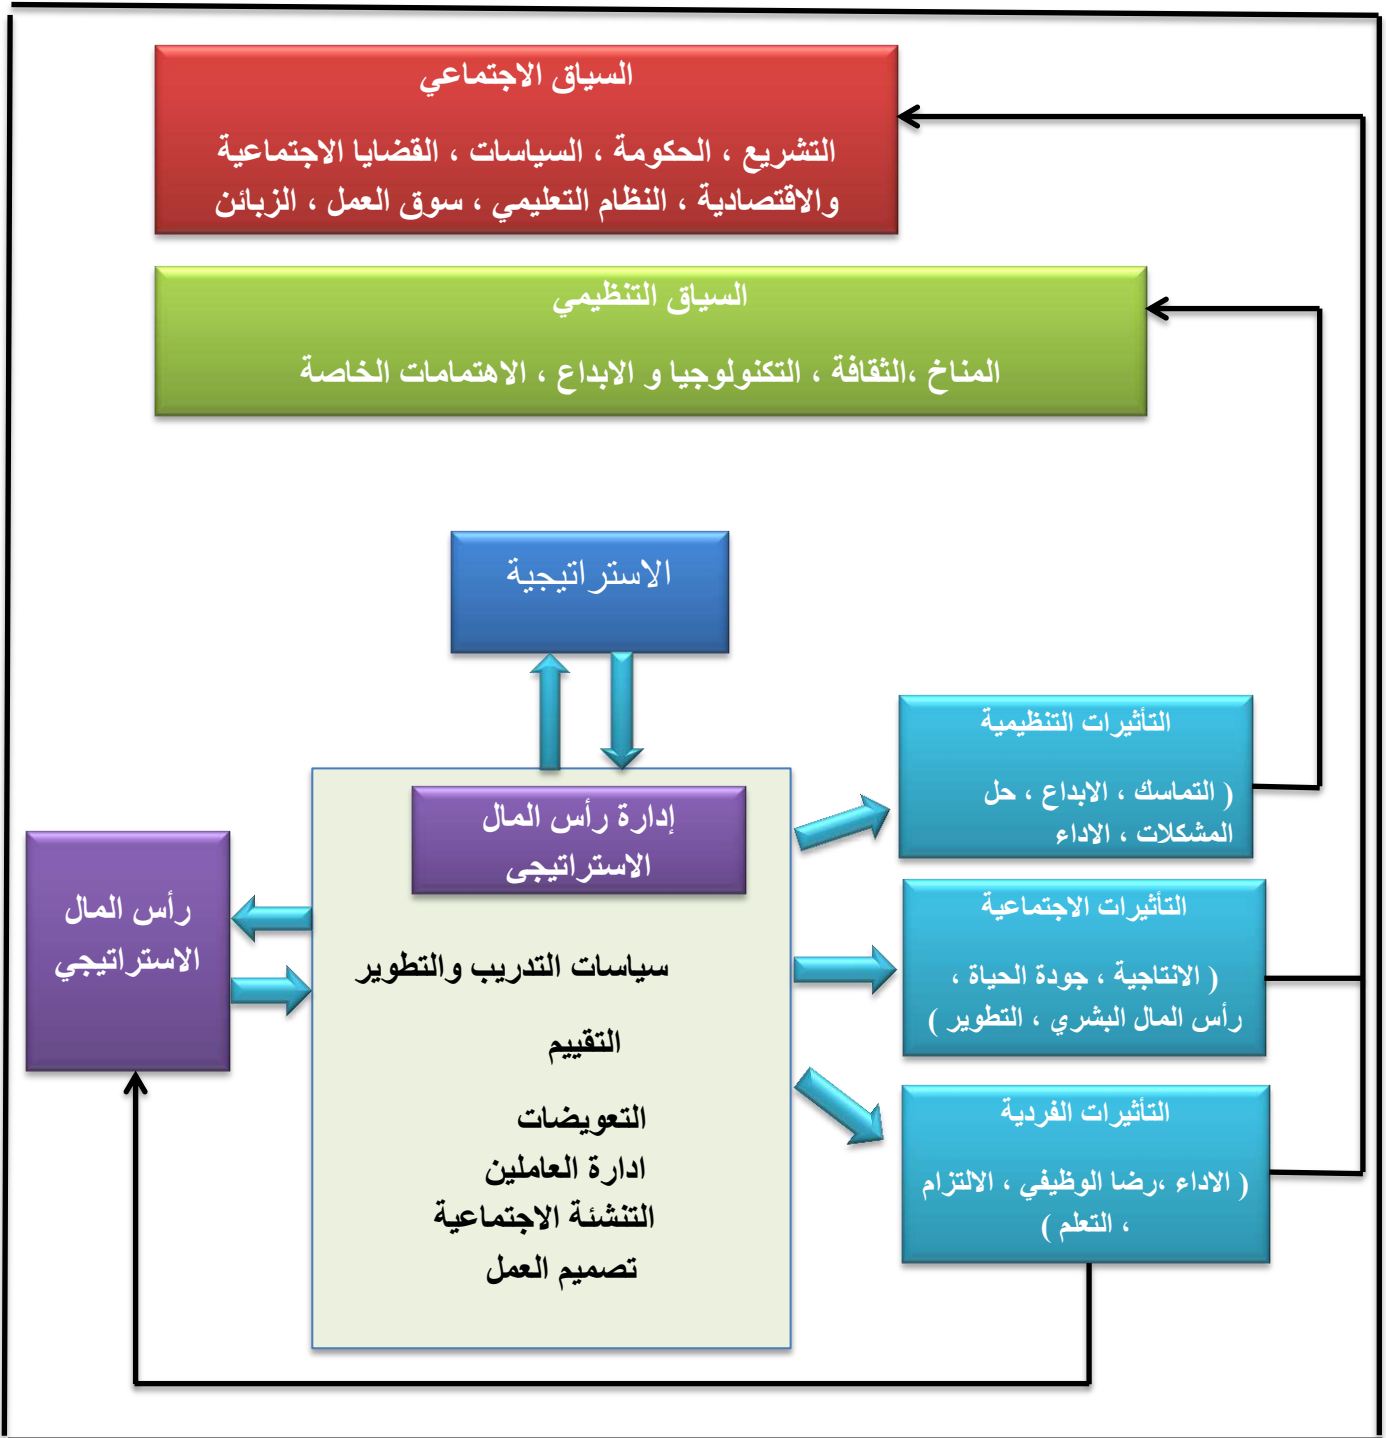 السياق الاجتماعي
التشريع ، الحكومة ، السياسات ، القضايا الاجتماعية
والاقتصادية ، النظام التعليمي ، سوق العمل ، الزبائن
السياق التنظيمي
المناخ ،الثقافة ، التكنولوجيا و الابداع ، الاهتمامات الخاصة
الاستراتيجية
التأثيرات التنظيمية
( التماسك ، الابداع ، حل
المشكلات ، الاداء
إدارة رأس المال
الاستراتيجى
رأس المال
الاستراتيجي
التأثيرات الاجتماعية
( الانتاجية ، جودة الحياة ،
رأس المال البشري ، التطوير )
سياسات التدريب والتطوير
التقييم
التعويضات
ادارة العاملين
التنشئة الاجتماعية
تصميم العمل
التأثيرات الفردية
( الاداء ،رضا الوظيفي ، الالتزام
، التعلم )